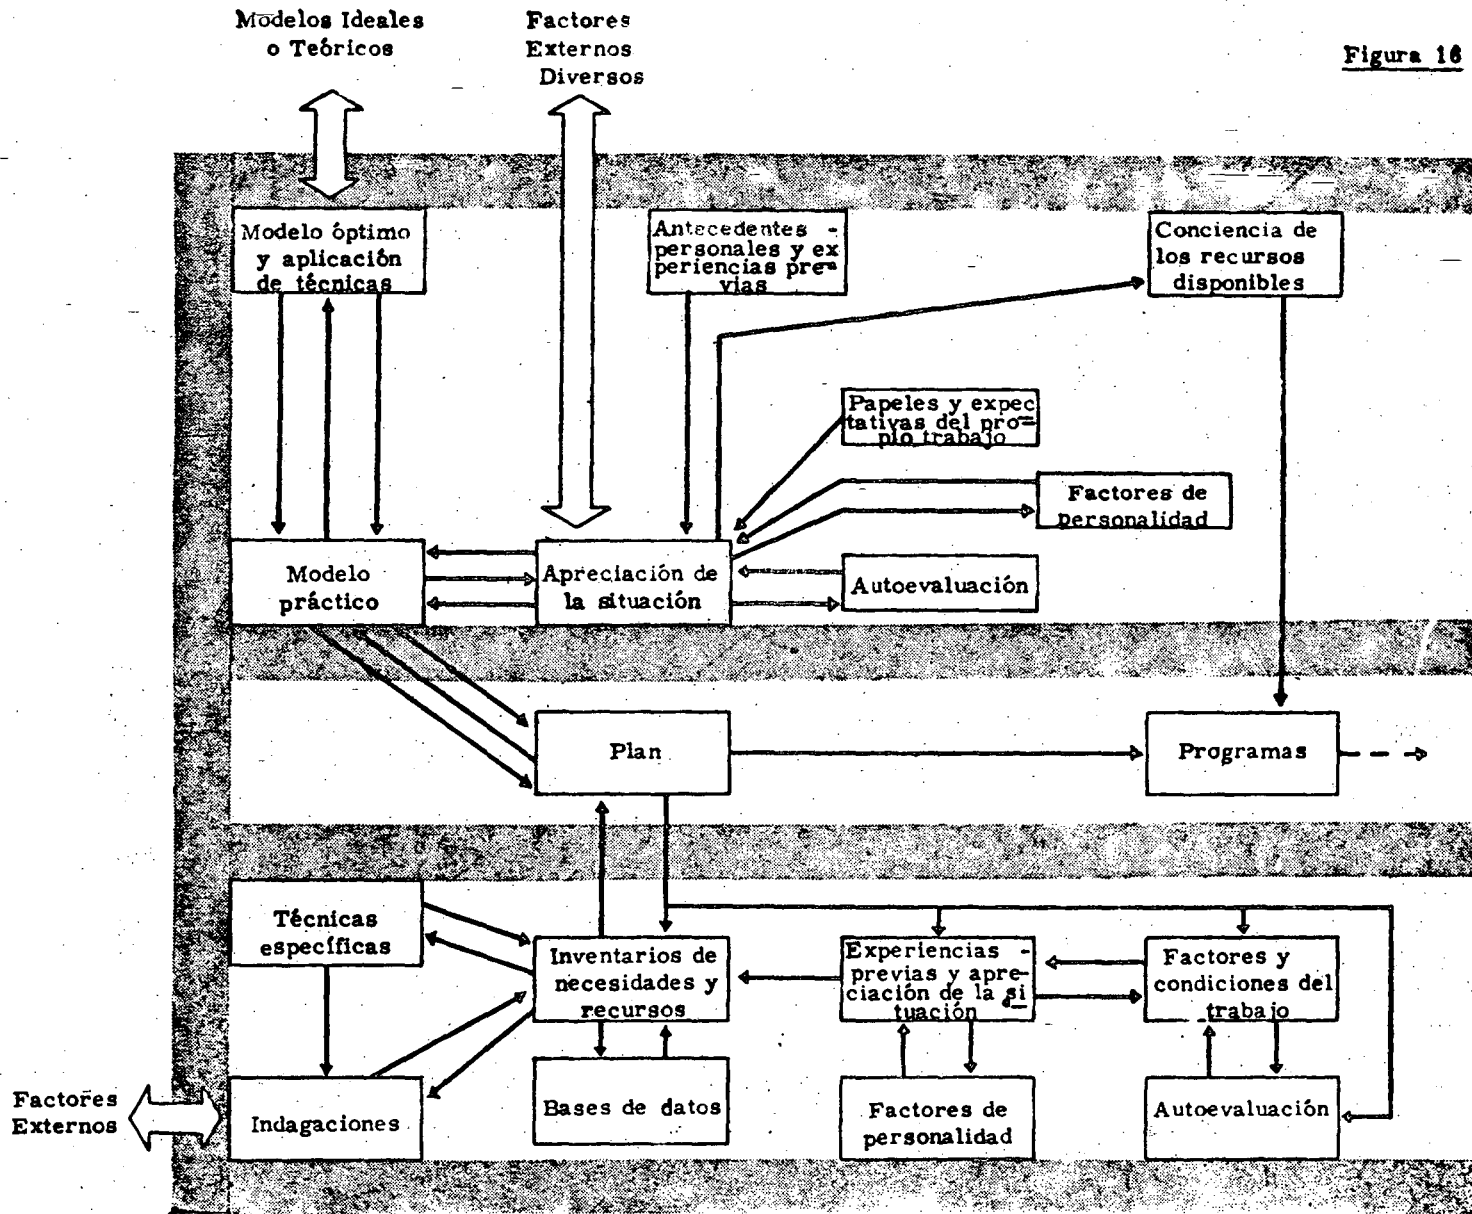 Modelos Ideales
o Teóricos
Factores
Externos
Diversos
Figura 16
Modelo óptimo
y aplicación
de técnicas
Antecedentes -
personales y ex
periencias pre-
vias
Conciencia de
los recursos
disponibles
Papeles y expec
tativas del pro-
pio trabajo
Factores de
personalidad
Modelo
práctico
Apreciación de
la situación
Autoevaluación
Plan
Programas
Técnicas
específicas
Inventarios de
necesidades y
recursos
Experiencias -
previas y apre-
ciación de la si
tuación
Factores y
condiciones del
trabajo
Factores
Externos
Indagaciones
Bases de datos
Factores de
personalidad
Autoevaluación